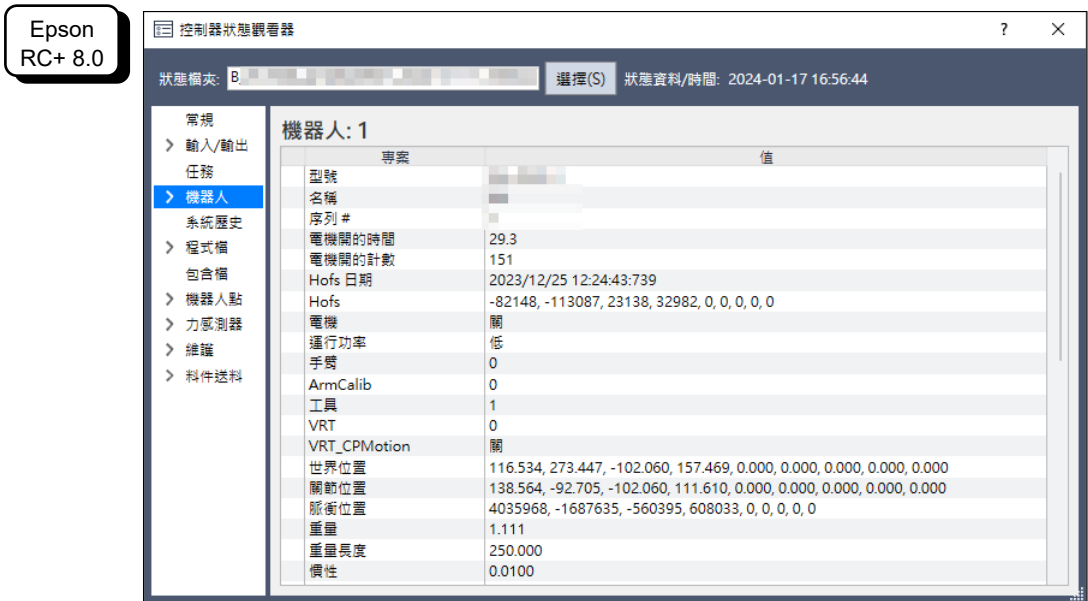 Epson
RC+ 8.0
控制器狀態觀看器
?
狀態檔夾: B
選擇(S)
狀態資料/時間: 2024-01-17 16:56:44
常規
輸入/輸出
任務
機器人
系統歷史
程式檔
包含檔
機器人點
力感測器
維護
料件送料
機器人: 1
專案 值
型號
名稱
序列 #
電機開的時間 29.3
電機開的計數 151
Hofs 日期 2023/12/25 12:24:43:739
Hofs -82148, -113087, 23138, 32982, 0, 0, 0, 0, 0
電機 關
運行功率 低
手臂 0
ArmCalib 0
工具 1
VRT 0
VRT_CPMotion 關
世界位置 116.534, 273.447, -102.060, 157.469, 0.000, 0.000, 0.000, 0.000, 0.000
關節位置 138.564, -92.705, -102.060, 111.610, 0.000, 0.000, 0.000, 0.000, 0.000
脈衝位置 4035968, -1687635, -560395, 608033, 0, 0, 0, 0, 0
重量 1.111
重量長度 250.000
慣性 0.0100